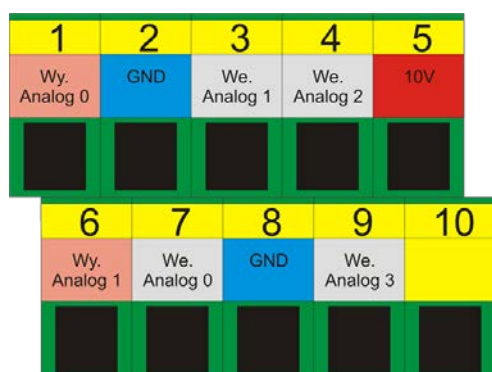 1 2 3 4 5
Wy. Analog 0 GND We. Analog 1 We. Analog 2 10V
6 7 8 9 10
Wy. Analog 1 We. Analog 0 GND We. Analog 3